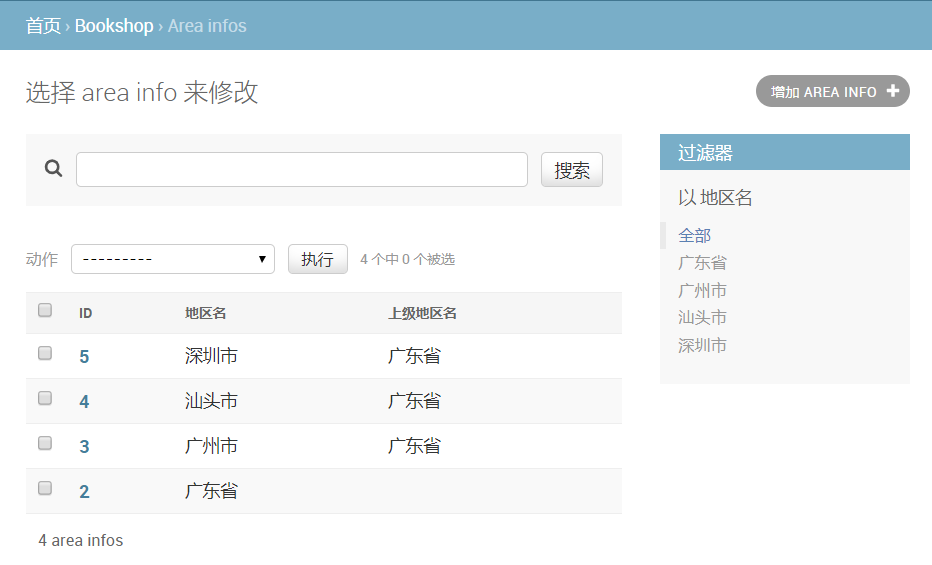 首页 › Bookshop › Area infos
选择 area info 来修改
增加 AREA INFO
搜索
动作 --------- 执行 4 个中 0 个被选
ID 地区名 上级地区名
5 深圳市 广东省
4 汕头市 广东省
3 广州市 广东省
2 广东省
4 area infos
过滤器
以 地区名
全部
广东省
广州市
汕头市
深圳市